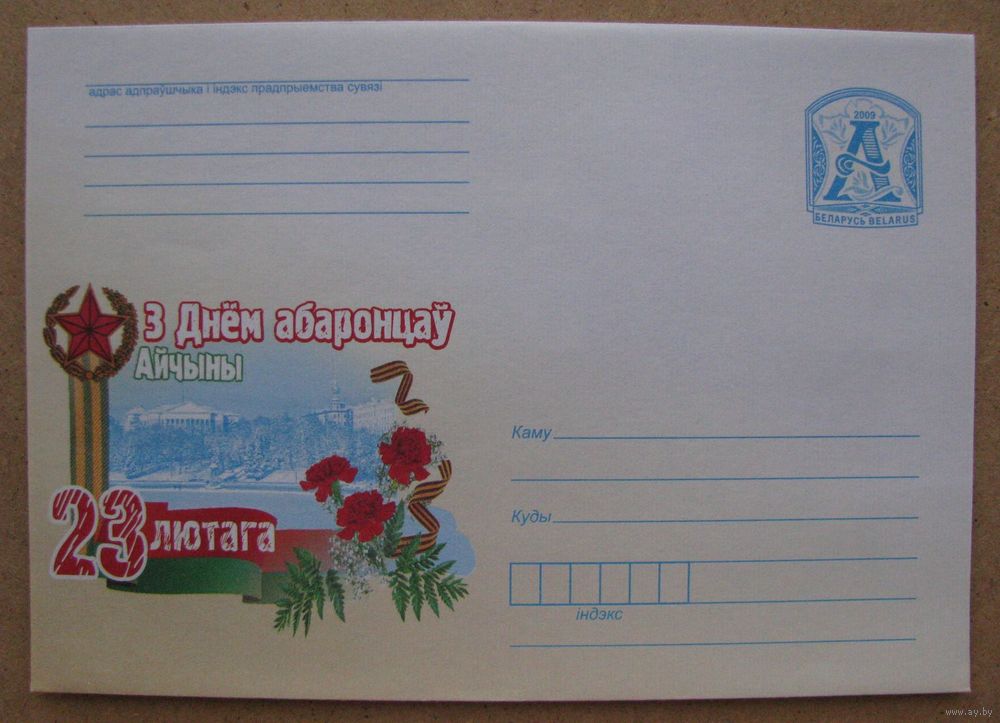 адрас адпраўшчыка і індэкс прадпрыемства сувязі
2009
А
БЕЛАРУСЬ BELARUS
З Днём абаронцаў
Айчыны
23 лютага
Каму
Куды
індэкс
www.ay.by